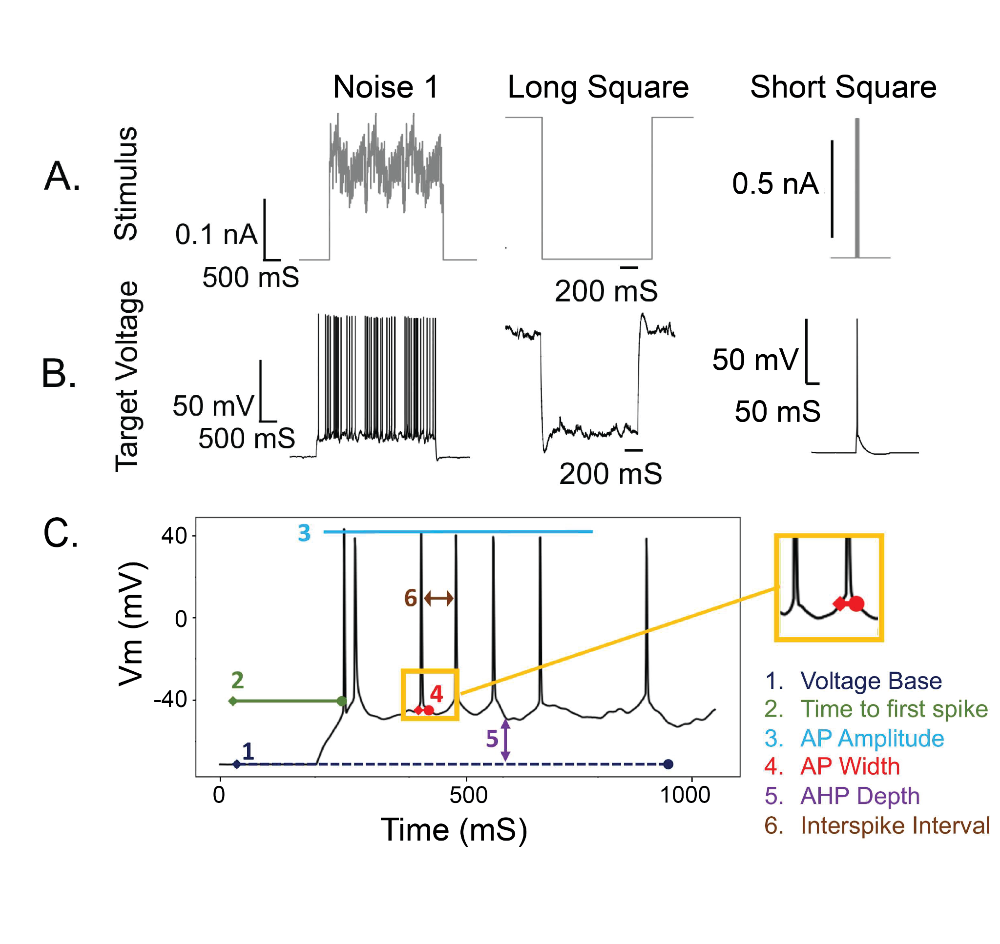 Noise 1 Long Square Short Square
A.
Stimulus
0.1 nA
500 mS
200 mS
0.5 nA
B.
Target Voltage
50 mV
500 mS
200 mS
50 mV
50 mS
C.
Vm (mV)
40
0
-40
3
6
2
4
5
1
0 500 1000
Time (mS)
1. Voltage Base
2. Time to first spike
3. AP Amplitude
4. AP Width
5. AHP Depth
6. Interspike Interval